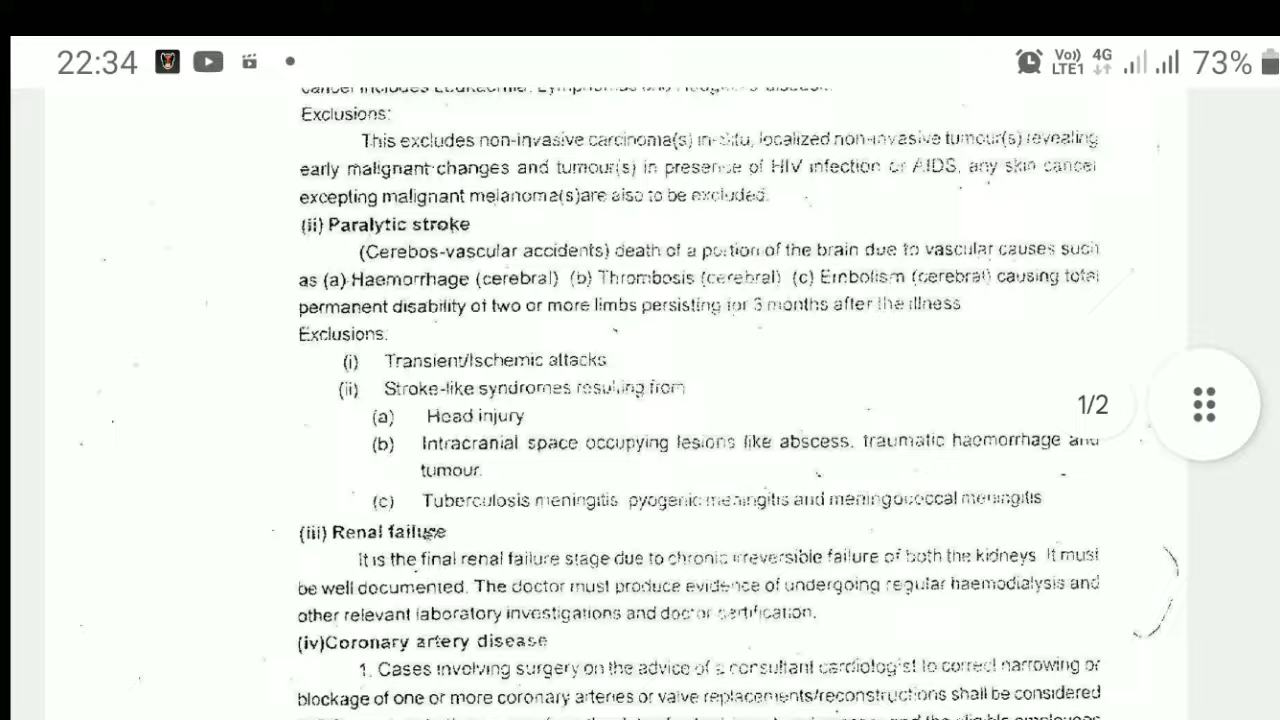 22:34 Vo)) LTE1 4G 73%
Exclusions:
This excludes non-invasive carcinoma(s) in-situ, localized non-invasive tumour(s) revealing
early malignant changes and tumour(s) in presence of HIV infection or AIDS, any skin cancer
excepting malignant melanoma(s)are also to be excluded.
(ii) Paralytic stroke
(Cerebos-vascular accidents) death of a portion of the brain due to vascular causes such
as (a) Haemorrhage (cerebral) (b) Thrombosis (cerebral) (c) Embolism (cerebral) causing total
permanent disability of two or more limbs persisting for 3 months after the illness
Exclusions:
(i) Transient/Ischemic attacks
(ii) Stroke-like syndromes resulting from
(a) Head injury
1/2
(b) Intracranial space occupying lesions like abscess, traumatic haemorrhage and
tumour.
(c) Tuberculosis meningitis pyogenic meningitis and meningococcal meningitis
(iii) Renal failure
It is the final renal failure stage due to chronic irreversible failure of both the kidneys. It must
be well documented. The doctor must produce evidence of undergoing regular haemodialysis and
other relevant laboratory investigations and doctor certification.
(iv)Coronary artery disease
1. Cases involving surgery on the advice of a consultant cardiologist to correct narrowing or
blockage of one or more coronary arteries or valve replacements/reconstructions shall be considered